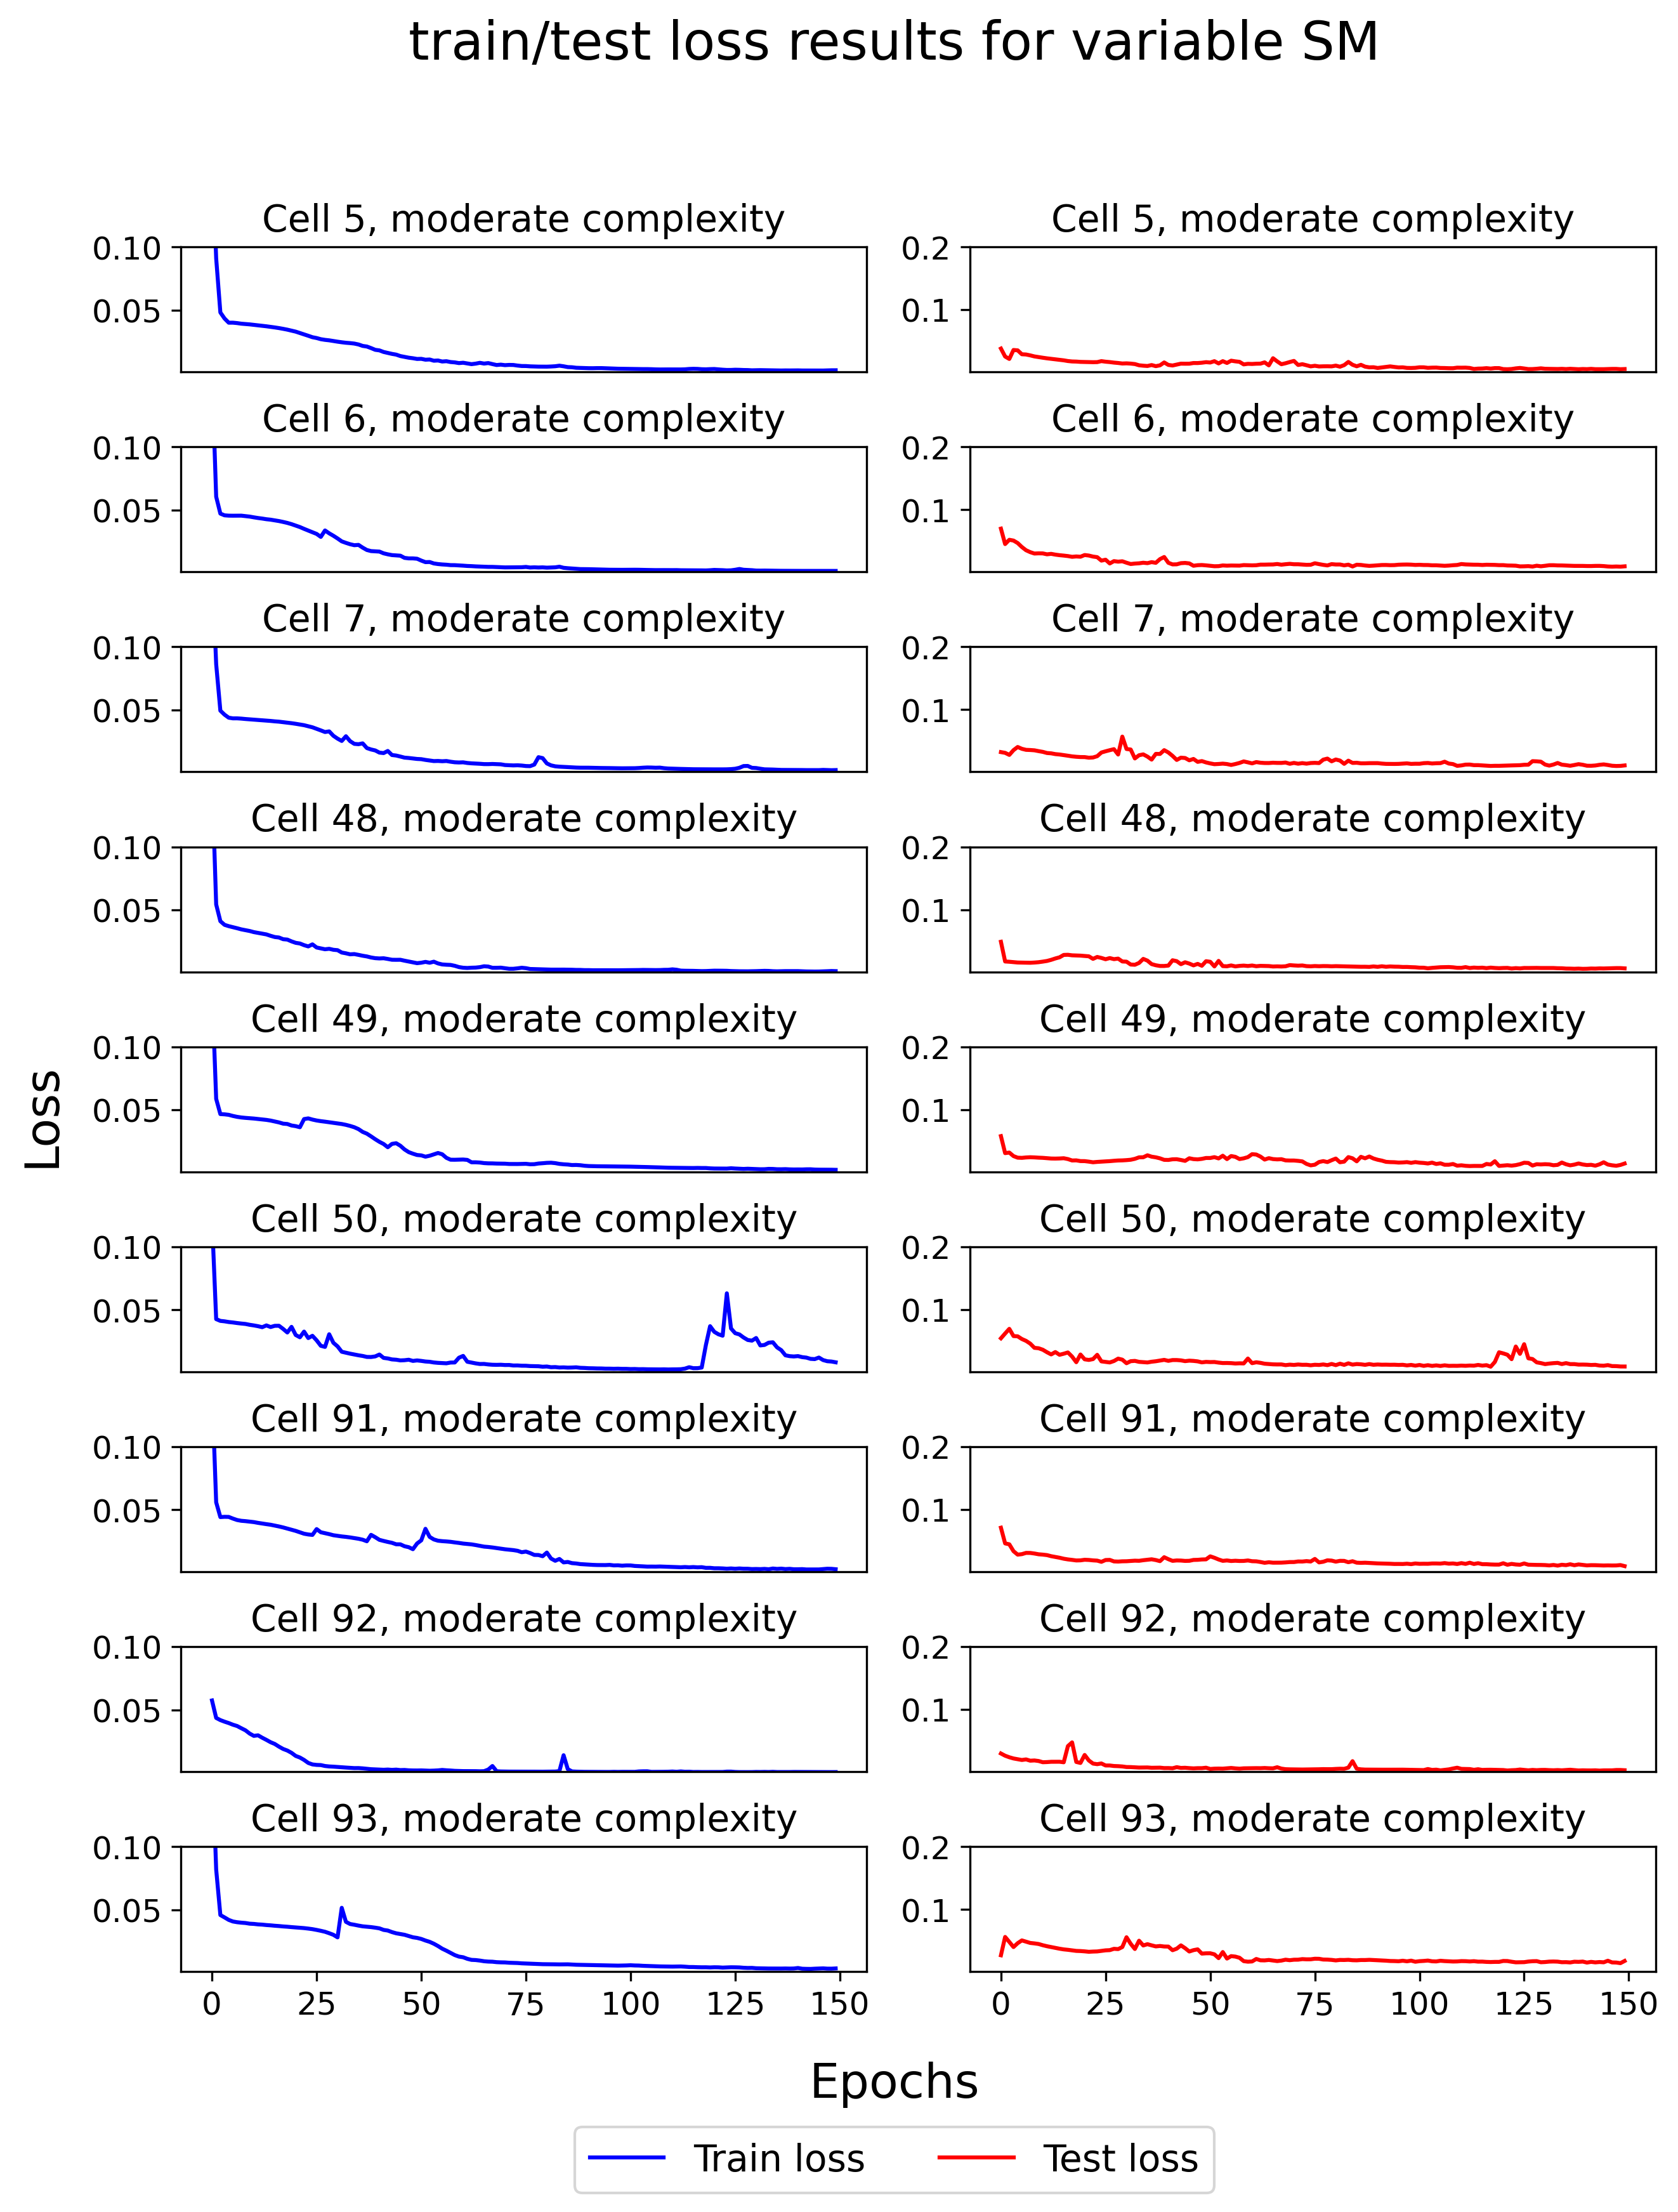 train/test loss results for variable SM
Cell 5, moderate complexity
Cell 5, moderate complexity
0.10
0.05
0.2
0.1
Cell 6, moderate complexity
Cell 6, moderate complexity
0.10
0.05
0.2
0.1
Cell 7, moderate complexity
Cell 7, moderate complexity
0.10
0.05
0.2
0.1
Cell 48, moderate complexity
Cell 48, moderate complexity
0.10
0.05
0.2
0.1
Cell 49, moderate complexity
Cell 49, moderate complexity
0.10
0.05
0.2
0.1
Loss
Cell 50, moderate complexity
Cell 50, moderate complexity
0.10
0.05
0.2
0.1
Cell 91, moderate complexity
Cell 91, moderate complexity
0.10
0.05
0.2
0.1
Cell 92, moderate complexity
Cell 92, moderate complexity
0.10
0.05
0.2
0.1
Cell 93, moderate complexity
Cell 93, moderate complexity
0.10
0.05
0.2
0.1
0 25 50 75 100 125 150
0 25 50 75 100 125 150
Epochs
Train loss Test loss